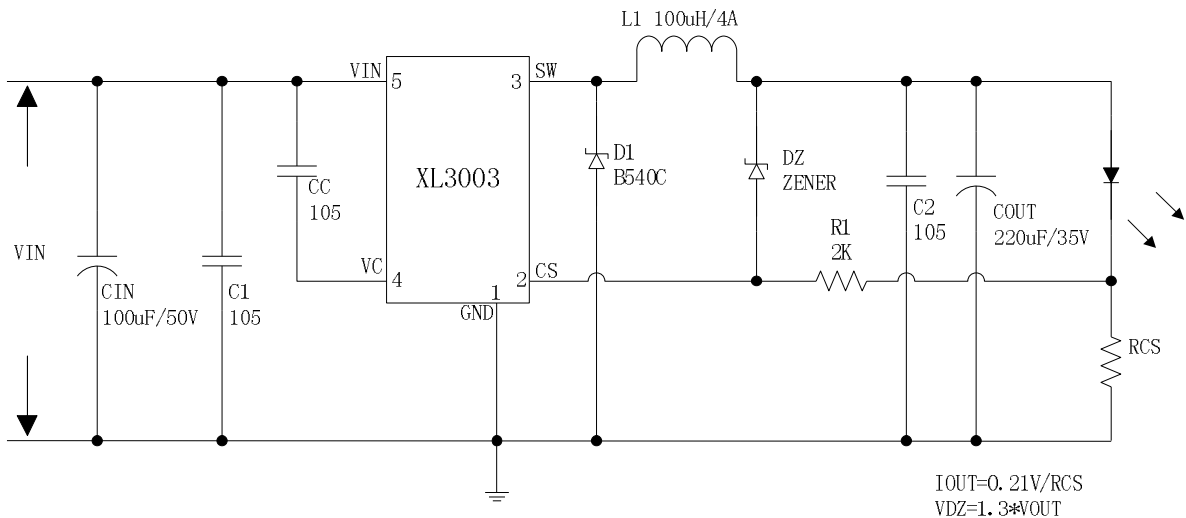 L1 100uH/4A
VIN
5
3
SW
XL3003
CC
105
D1
B540C
DZ
ZENER
C2
105
COUT
220uF/35V
R1
2K
VIN
VC
4
2
CS
1
GND
CIN
100uF/50V
C1
105
RCS
IOUT=0.21V/RCS
VDZ=1.3*VOUT